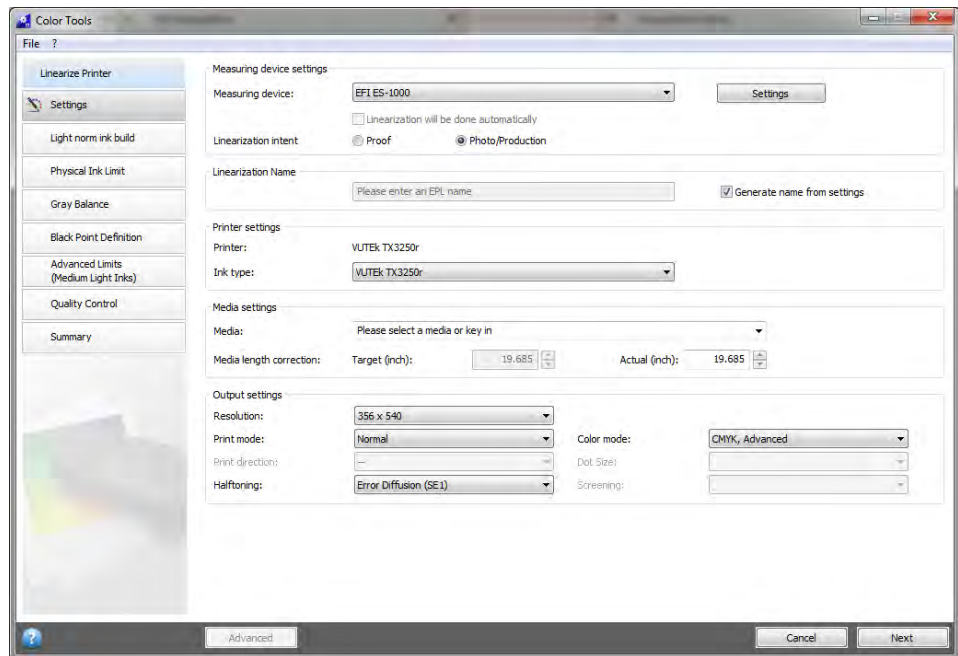 Color Tools
File ?
Linearize Printer
Settings
Light norm ink build
Physical Ink Limit
Gray Balance
Black Point Definition
Advanced Limits
(Medium Light Inks)
Quality Control
Summary
Measuring device settings
Measuring device: EFI ES-1000 Settings
Linearization will be done automatically
Linearization intent Proof Photo/Production
Linearization Name
Please enter an EPL name Generate name from settings
Printer settings
Printer: VUTEk TX3250r
Ink type: VUTEk TX3250r
Media settings
Media: Please select a media or key in
Media length correction: Target (inch): 19.685 Actual (inch): 19.685
Output settings
Resolution: 356 x 540
Print mode: Normal Color mode: CMYK, Advanced
Print direction: --- Dot Size:
Halftoning: Error Diffusion (SE1) Screening:
? Advanced Cancel Next